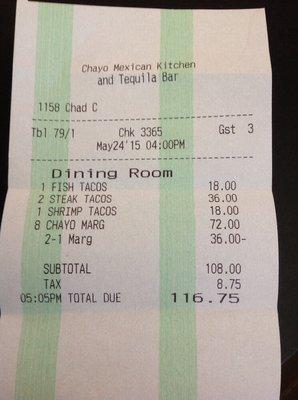 Chayo Mexican Kitchen
and Tequila Bar
1158 Chad C
Tbl 79/1 Chk 3365 Gst 3
May24'15 04:00PM
Dining Room
1 FISH TACOS 18.00
2 STEAK TACOS 36.00
1 SHRIMP TACOS 18.00
8 CHAYO MARG 72.00
2-1 Marg 36.00-
SUBTOTAL 108.00
TAX 8.75
05:05PM TOTAL DUE 116.75